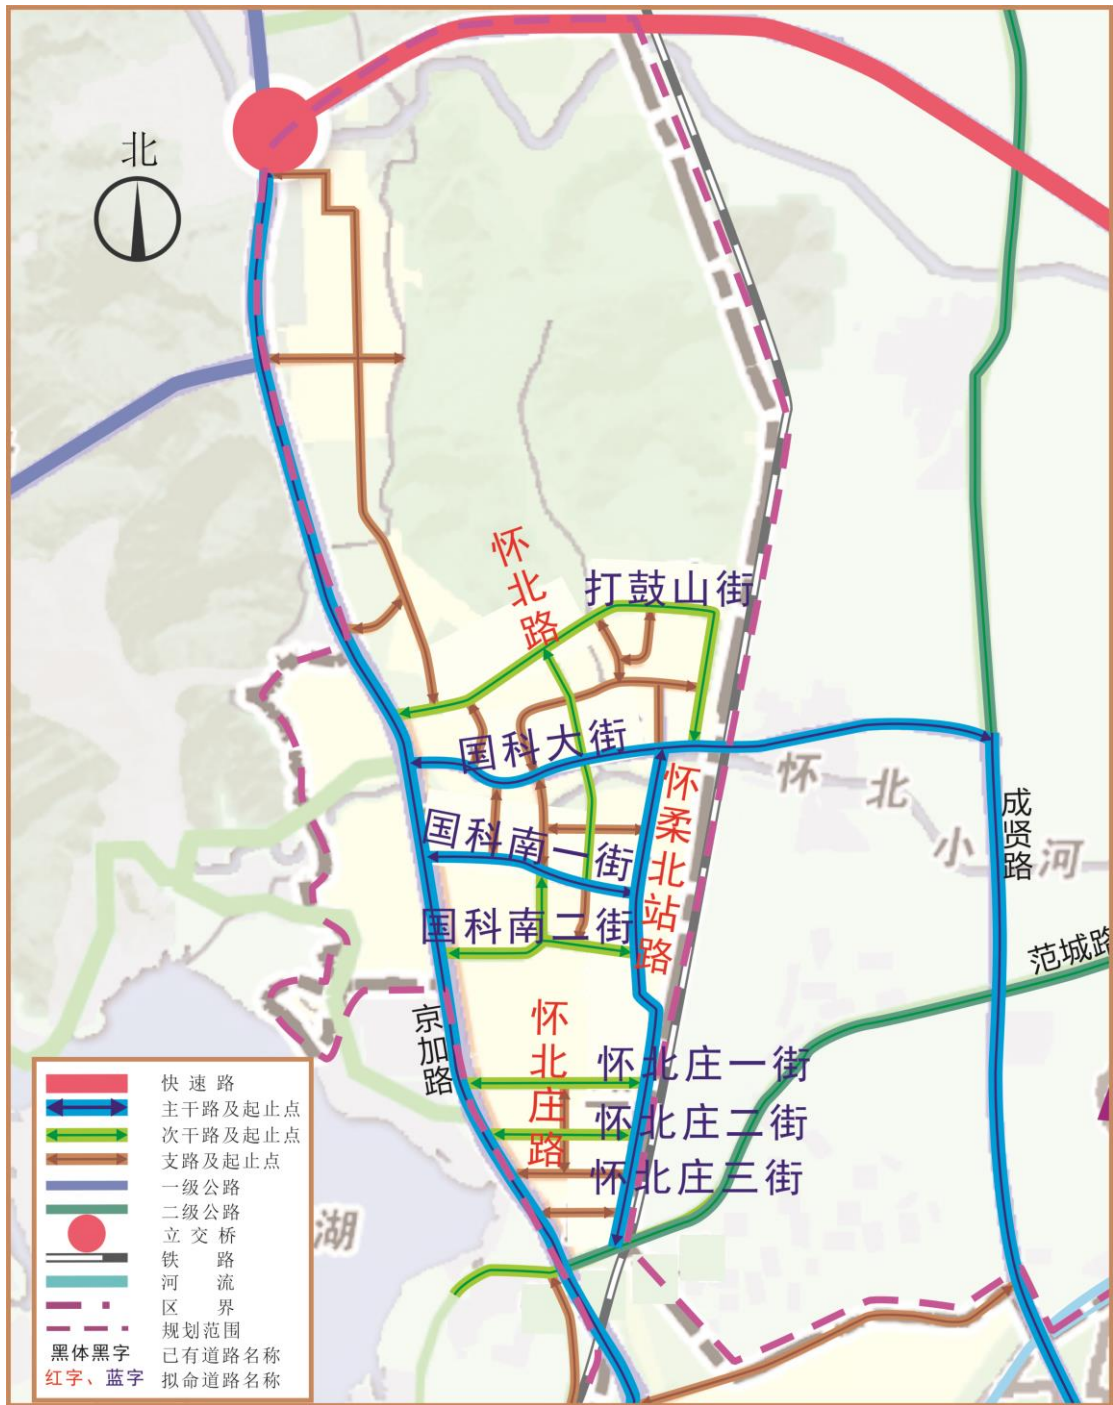 北
怀北路
打鼓山街
国科大街
怀柔北站路
怀北小河
成贤路
国科南一街
国科南二街
范城路
京加路
怀北庄路
怀北庄一街
怀北庄二街
怀北庄三街
湖
快速路
主干路及起止点
次干路及起止点
支路及起止点
一级公路
二级公路
立交桥
铁路
河流
区界
规划范围
黑体黑字 已有道路名称
红字、蓝字 拟命道路名称